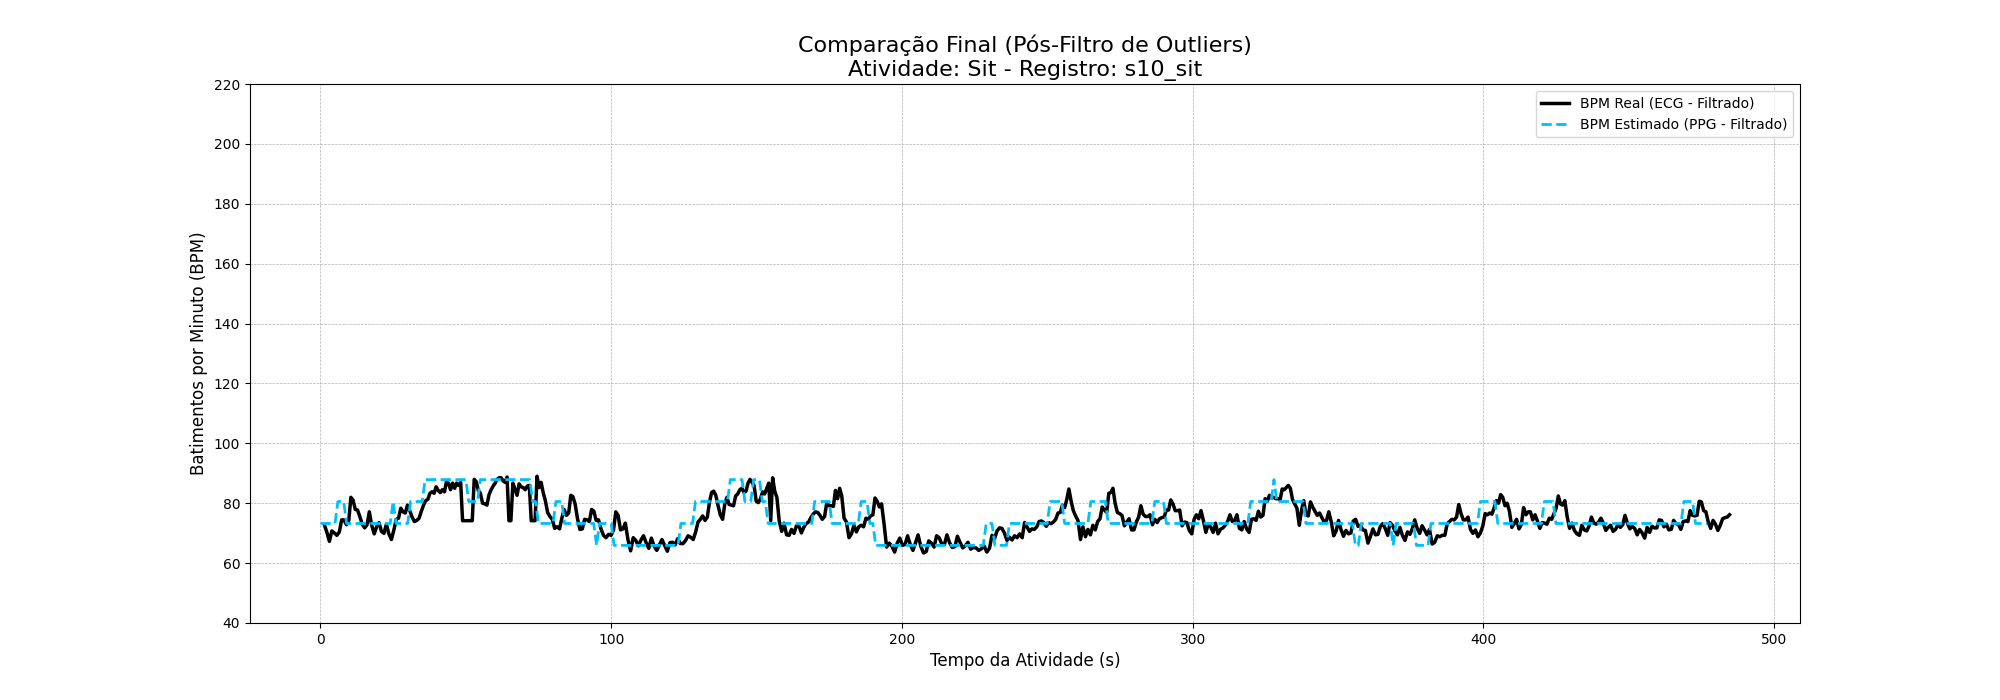 Comparação Final (Pós-Filtro de Outliers)
Atividade: Sit - Registro: s10_sit
BPM Real (ECG - Filtrado)
BPM Estimado (PPG - Filtrado)
Batimentos por Minuto (BPM)
220
200
180
160
140
120
100
80
60
40
0 100 200 300 400 500
Tempo da Atividade (s)